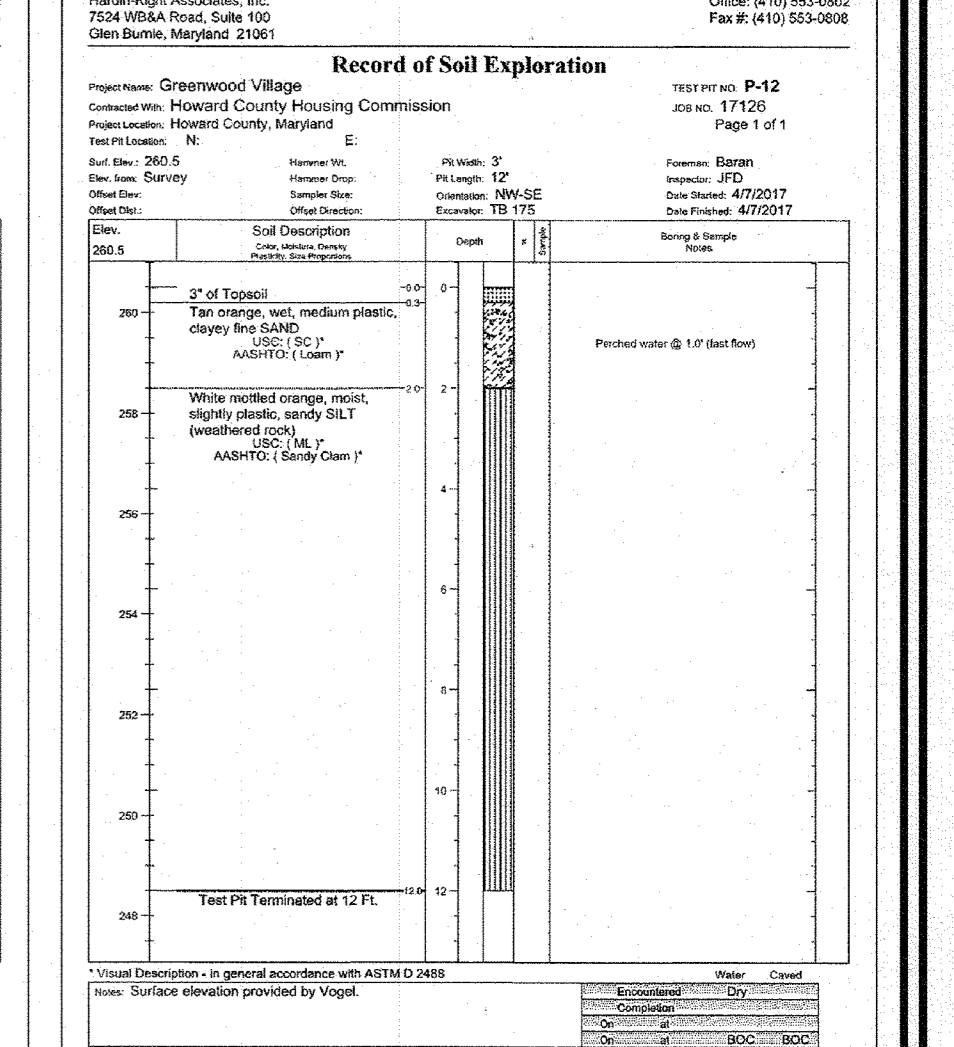 Hardin-Kight Associates, Inc.
Office: (410) 553-0802
7524 WB&A Road, Suite 100
Fax #: (410) 553-0808
Glen Burnie, Maryland 21061
Record of Soil Exploration
Project Name: Greenwood Village
TEST PIT NO. P-12
Contracted With: Howard County Housing Commission
JOB NO. 17126
Project Location: Howard County, Maryland
Page 1 of 1
Test Pit Location: N: E:
Surf. Elev.: 260.5 Hammer Wt. Pit Width: 3' Foreman: Baran
Elev. from: Survey Hammer Drop: Pit Length: 12' Inspector: JFD
Offset Elev: Sampler Size: Orientation: NW-SE Date Started: 4/7/2017
Offset Dist.: Offset Direction: Excavator: TB 175 Date Finished: 4/7/2017
Elev.
260.5
Soil Description
Color, Moisture, Density
Plasticity, Size Proportions
Depth
#
Sample
Boring & Sample
Notes
0.0 0
3" of Topsoil
0.3
260
Tan orange, wet, medium plastic,
clayey fine SAND
USC: ( SC )*
AASHTO: ( Loam )*
Perched water @ 1.0' (fast flow)
2.0 2
White mottled orange, moist,
258
slightly plastic, sandy SILT
(weathered rock)
USC: ( ML )*
AASHTO: ( Sandy Clam )*
4
256
6
254
8
252
10
250
12.0 12
Test Pit Terminated at 12 Ft.
248
* Visual Description - in general accordance with ASTM D 2488
Water Caved
Notes: Surface elevation provided by Vogel.
Encountered Dry
Completion
On at
On at BOC BOC